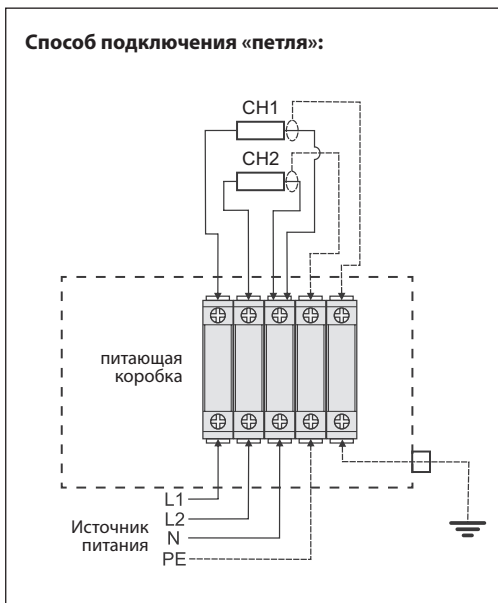 Способ подключения «петля»:
CH1
CH2
питающая
коробка
L1
L2
Источник
питания
N
PE